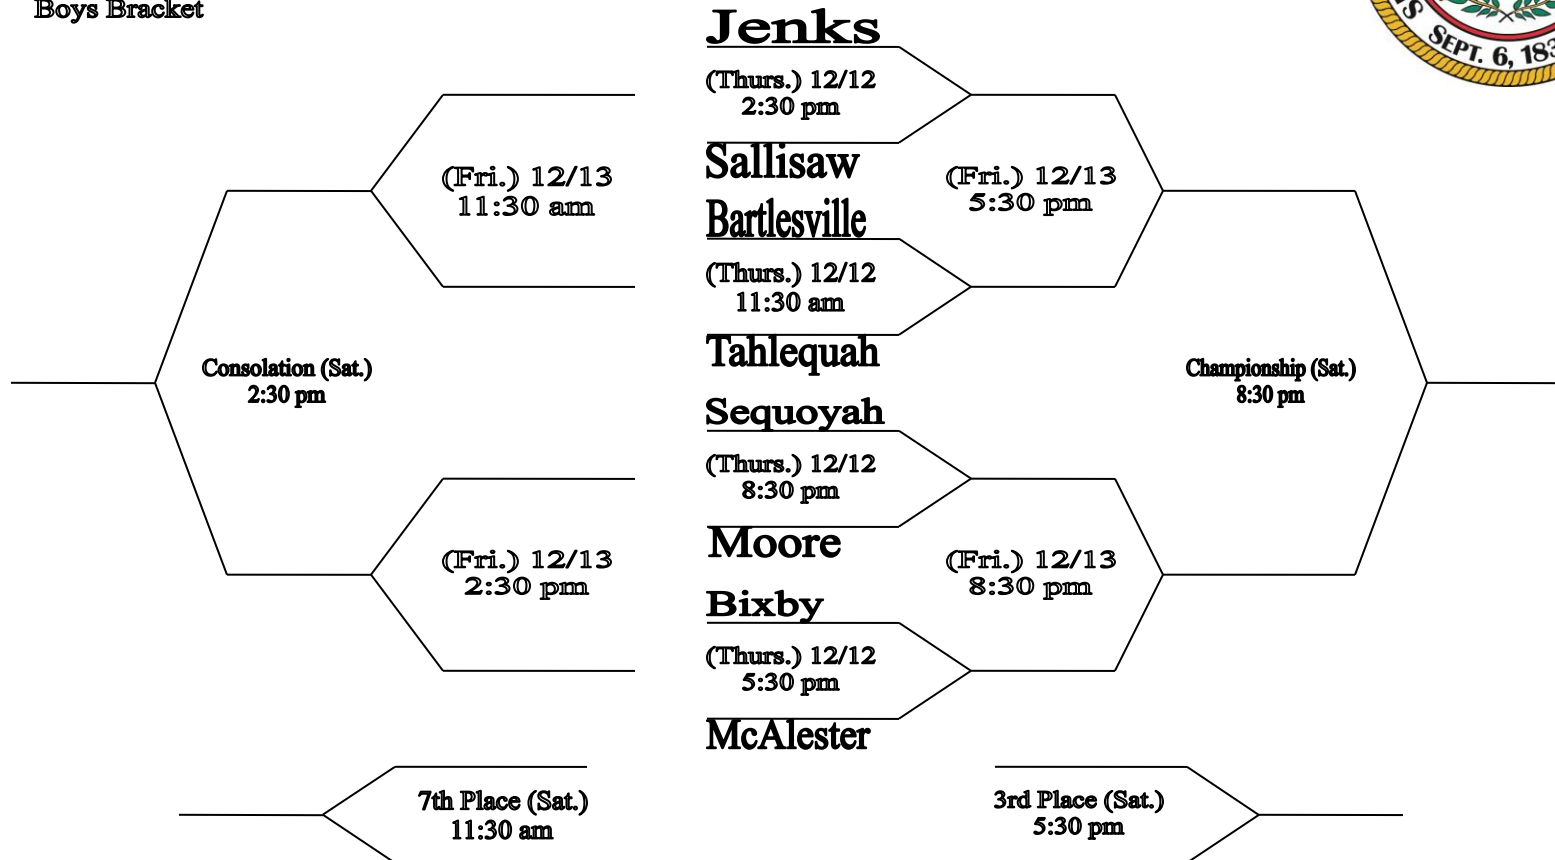 Boys Bracket
Jenks
(Thurs.) 12/12
2:30 pm
Sallisaw
(Fri.) 12/13
11:30 am
(Fri.) 12/13
5:30 pm
Bartlesville
(Thurs.) 12/12
11:30 am
Tahlequah
Consolation (Sat.)
2:30 pm
Championship (Sat.)
8:30 pm
Sequoyah
(Thurs.) 12/12
8:30 pm
Moore
(Fri.) 12/13
2:30 pm
(Fri.) 12/13
8:30 pm
Bixby
(Thurs.) 12/12
5:30 pm
McAlester
7th Place (Sat.)
11:30 am
3rd Place (Sat.)
5:30 pm
SEPT. 6, 183